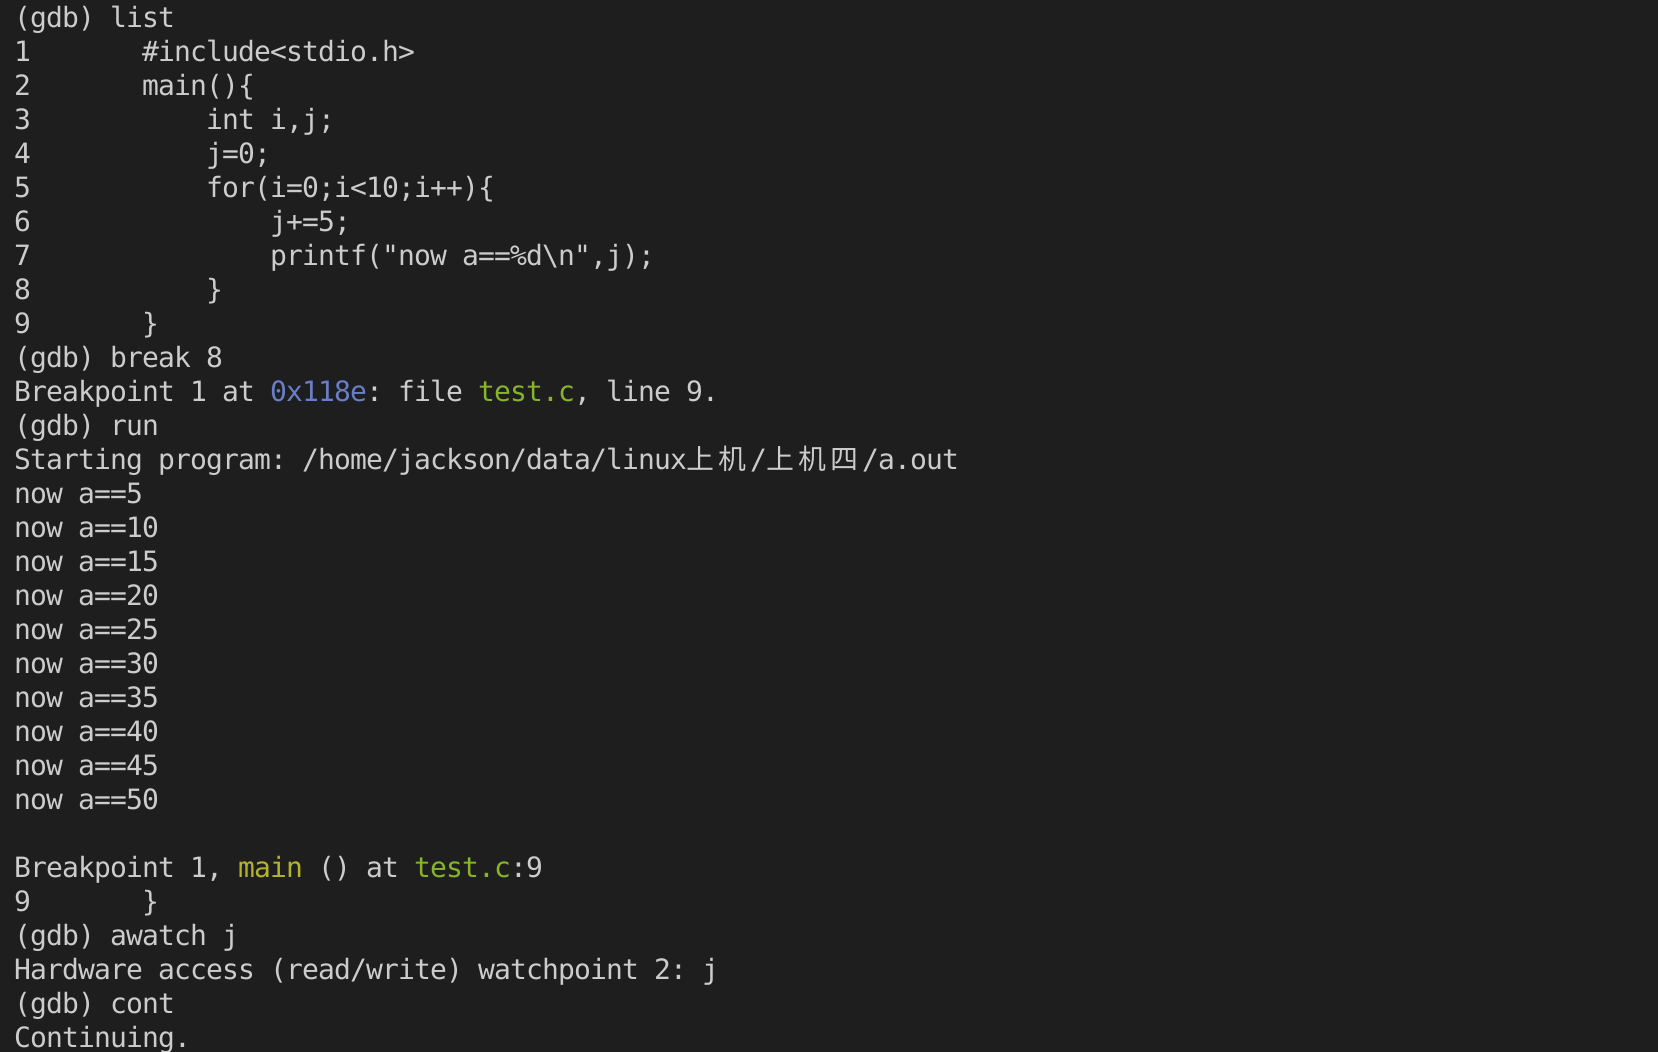 (gdb) list
1       #include<stdio.h>
2       main(){
3           int i,j;
4           j=0;
5           for(i=0;i<10;i++){
6               j+=5;
7               printf("now a==%d\n",j);
8           }
9       }
(gdb) break 8
Breakpoint 1 at 0x118e: file test.c, line 9.
(gdb) run
Starting program: /home/jackson/data/linux上机/上机四/a.out
now a==5
now a==10
now a==15
now a==20
now a==25
now a==30
now a==35
now a==40
now a==45
now a==50

Breakpoint 1, main () at test.c:9
9       }
(gdb) awatch j
Hardware access (read/write) watchpoint 2: j
(gdb) cont
Continuing.